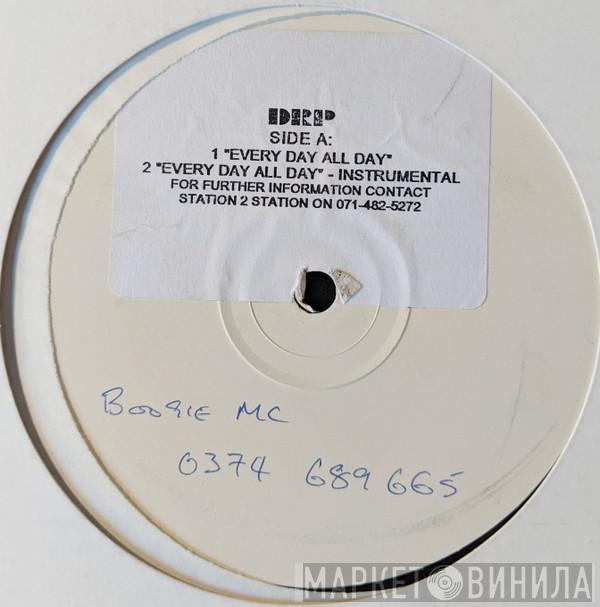 DRP
SIDE A:
1 "EVERY DAY ALL DAY"
2 "EVERY DAY ALL DAY" - INSTRUMENTAL
FOR FURTHER INFORMATION CONTACT
STATION 2 STATION ON 071-482-5272
BOOGIE MC
0374 689665
МАРКЕТ ВИНИЛА